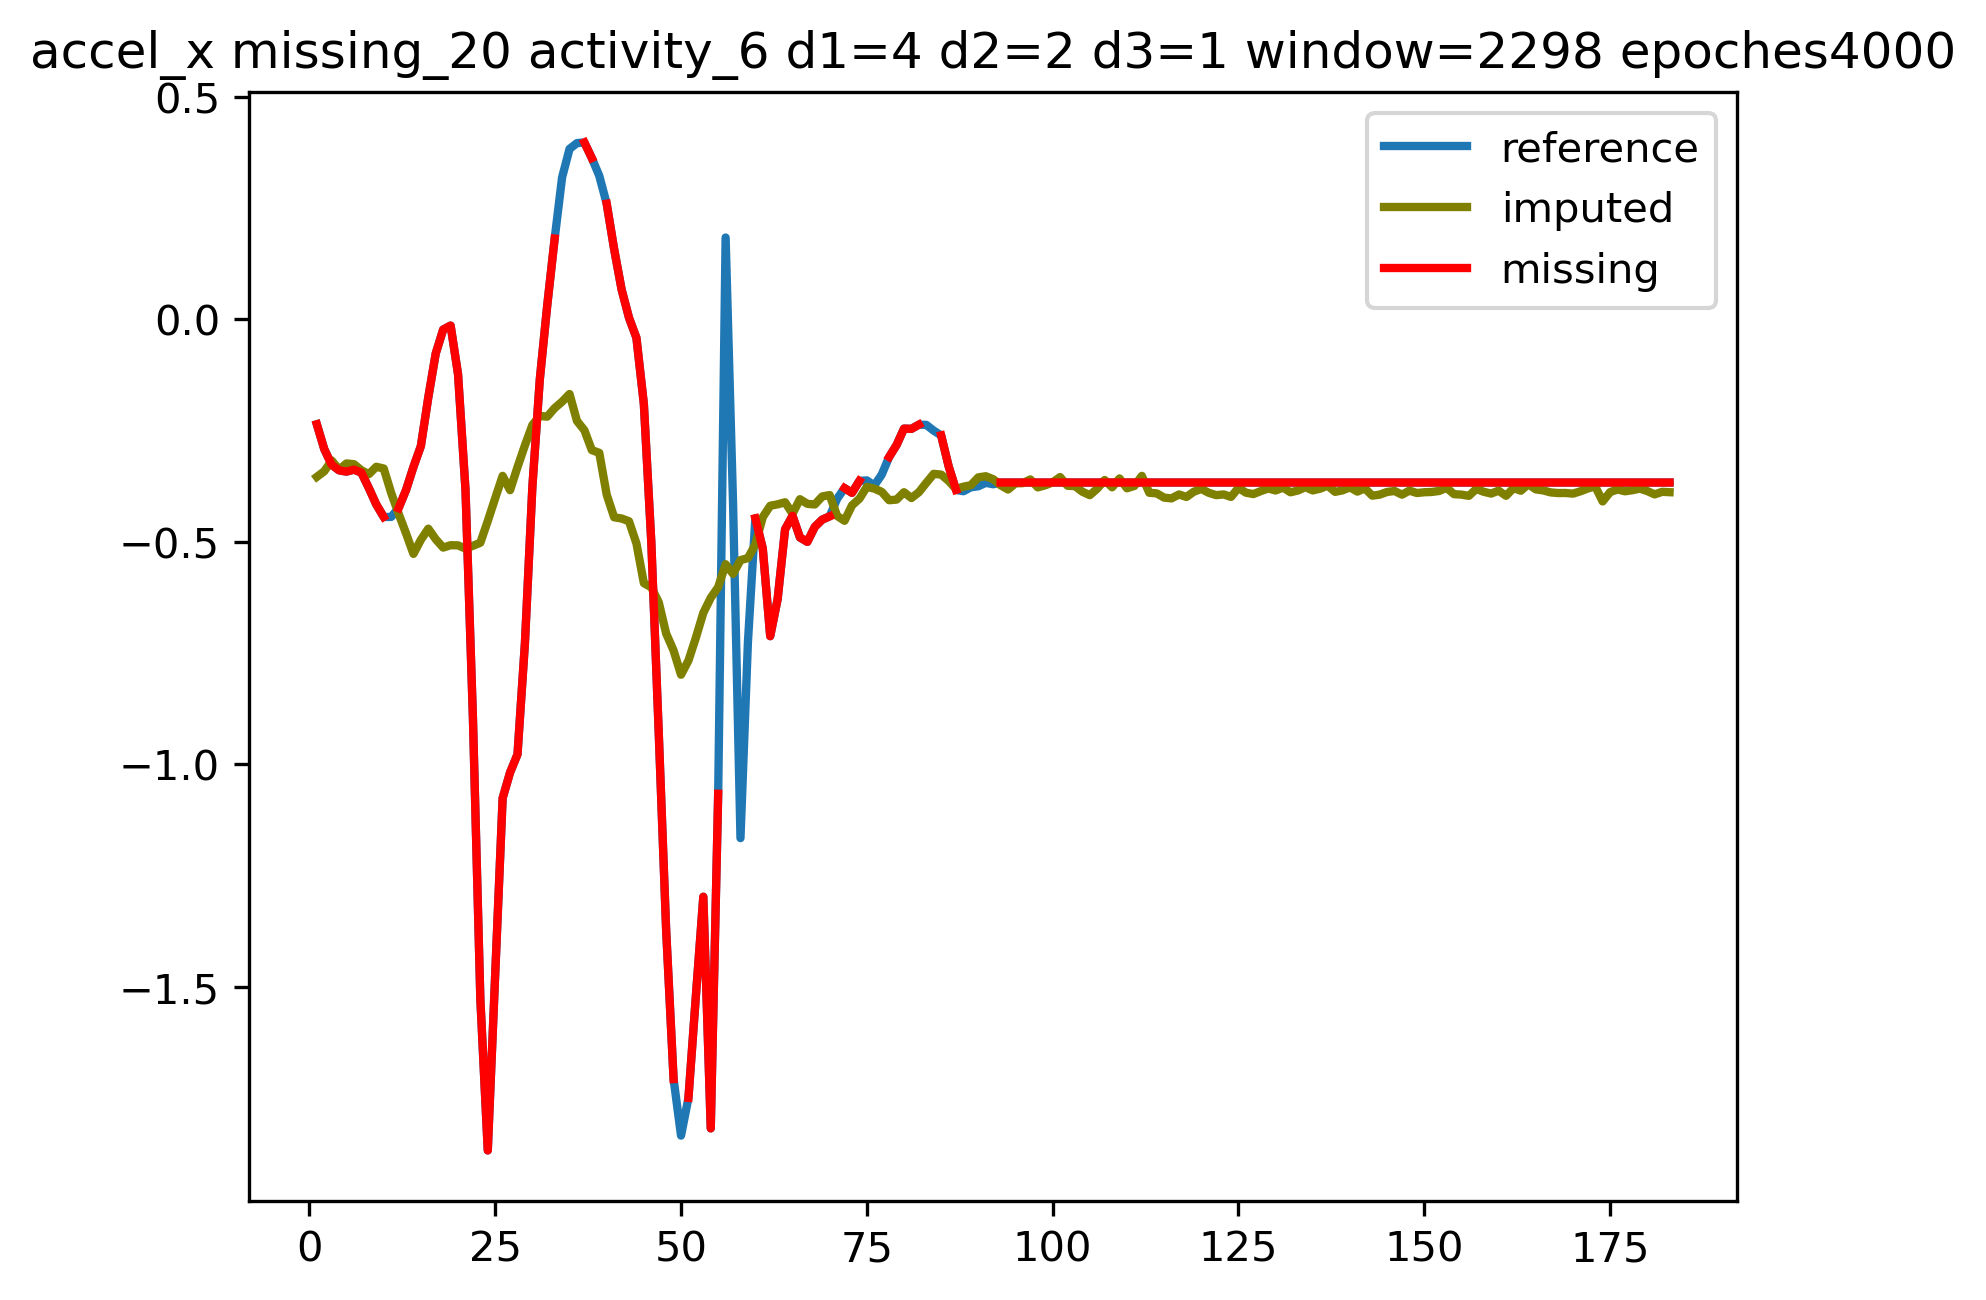 accel_x missing_20 activity_6 d1=4 d2=2 d3=1 window=2298 epoches4000
0.5
0.0
−0.5
−1.0
−1.5
reference
imputed
missing
0 25 50 75 100 125 150 175